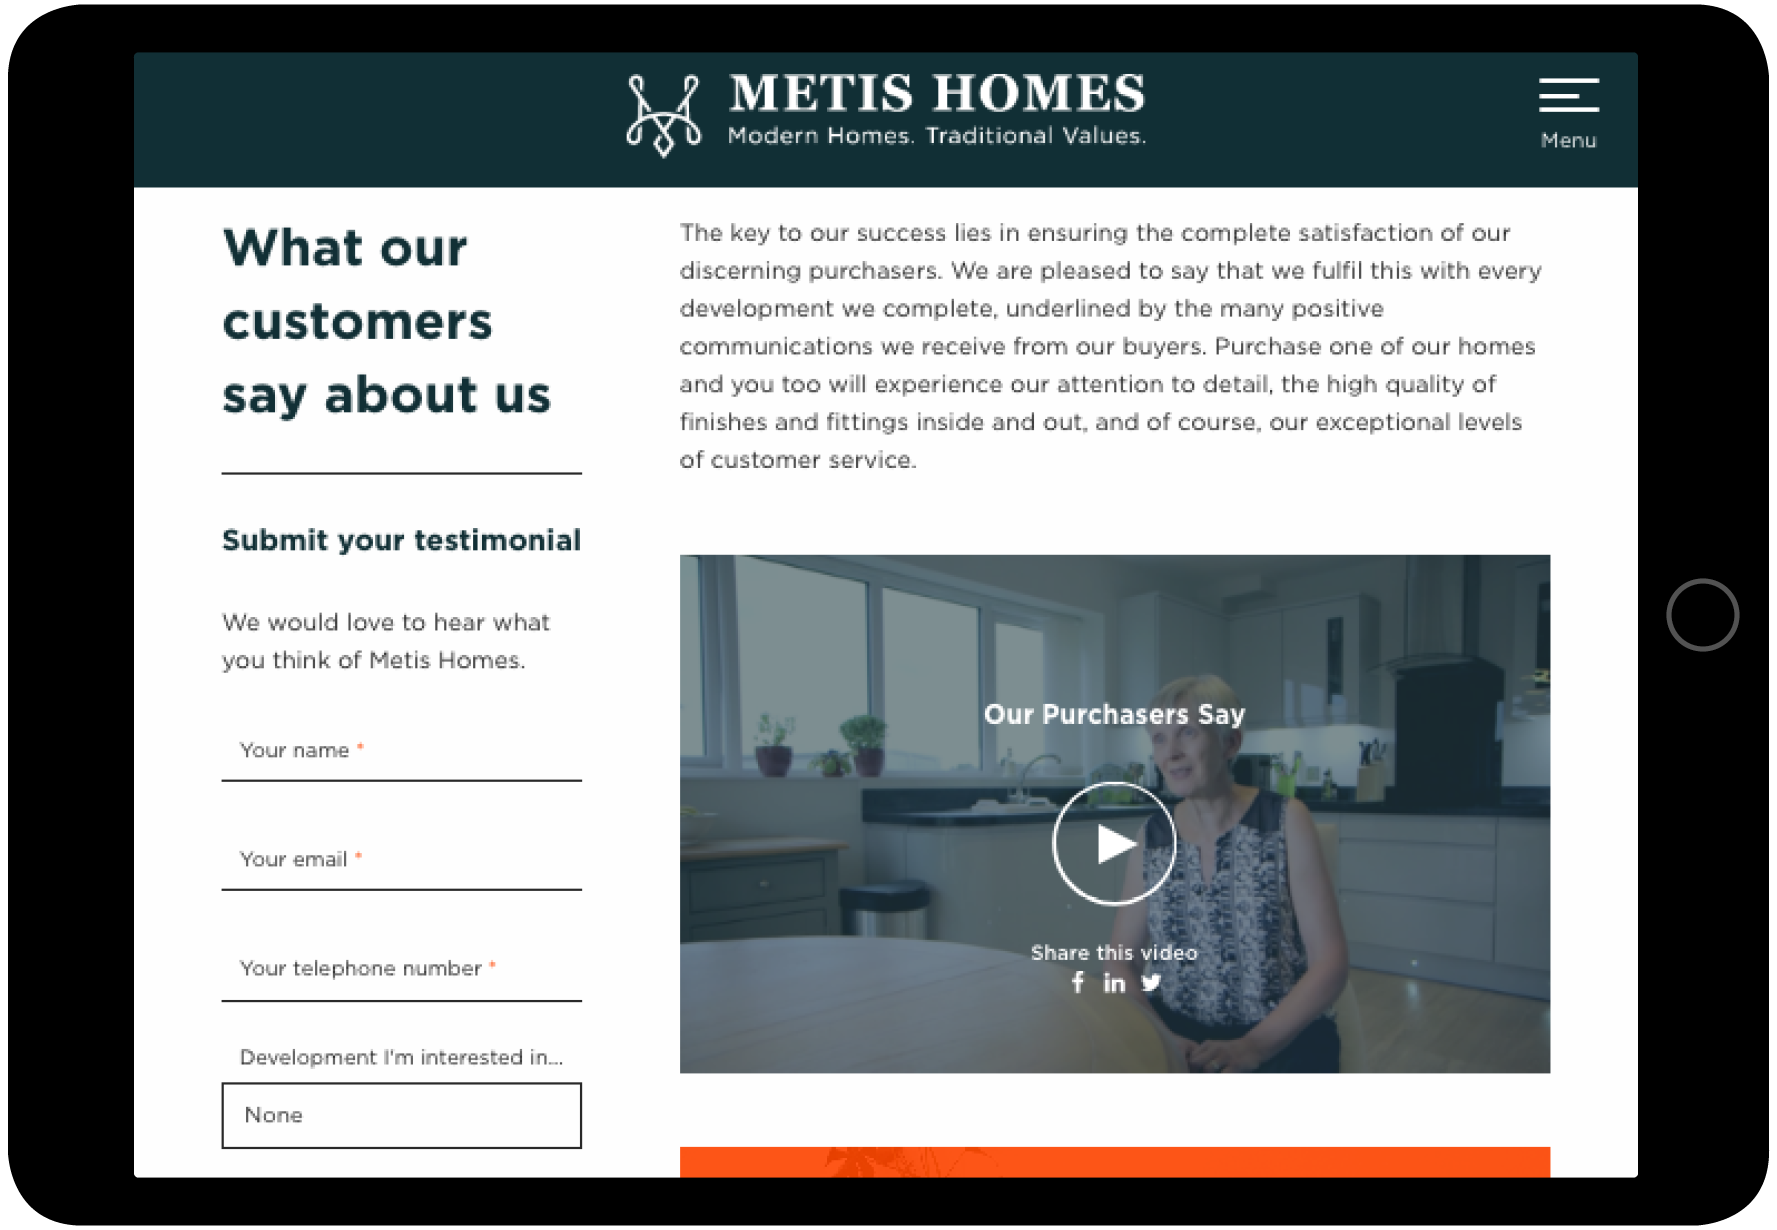 METIS HOMES
Modern Homes. Traditional Values.
Menu
What our
customers
say about us
Submit your testimonial
We would love to hear what
you think of Metis Homes.
Your name *
Your email *
Your telephone number *
Development I'm interested in...
None
The key to our success lies in ensuring the complete satisfaction of our
discerning purchasers. We are pleased to say that we fulfil this with every
development we complete, underlined by the many positive
communications we receive from our buyers. Purchase one of our homes
and you too will experience our attention to detail, the high quality of
finishes and fittings inside and out, and of course, our exceptional levels
of customer service.
Our Purchasers Say
Share this video
f in